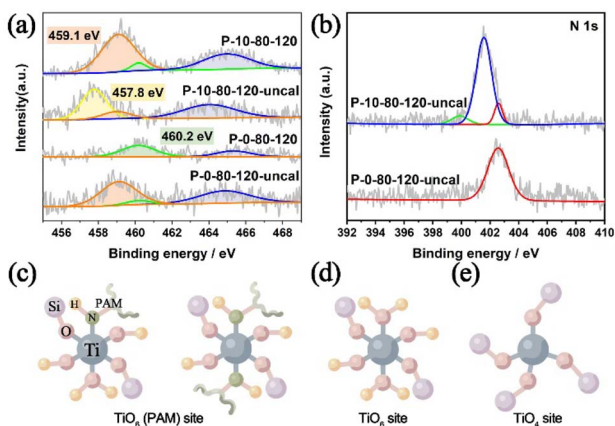 (a)
459.1 eV
P-10-80-120
457.8 eV
P-10-80-120-uncal
460.2 eV
P-0-80-120
P-0-80-120-uncal
Intensity(a.u.)
456 458 460 462 464 466 468
Binding energy / eV
(b)
N 1s
P-10-80-120-uncal
P-0-80-120-uncal
Intensity(a.u.)
392 394 396 398 400 402 404 406 408 410
Binding energy / eV
(c)
Si H PAM
N
O
Ti
TiO6 (PAM) site
(d)
TiO6 site
(e)
TiO4 site